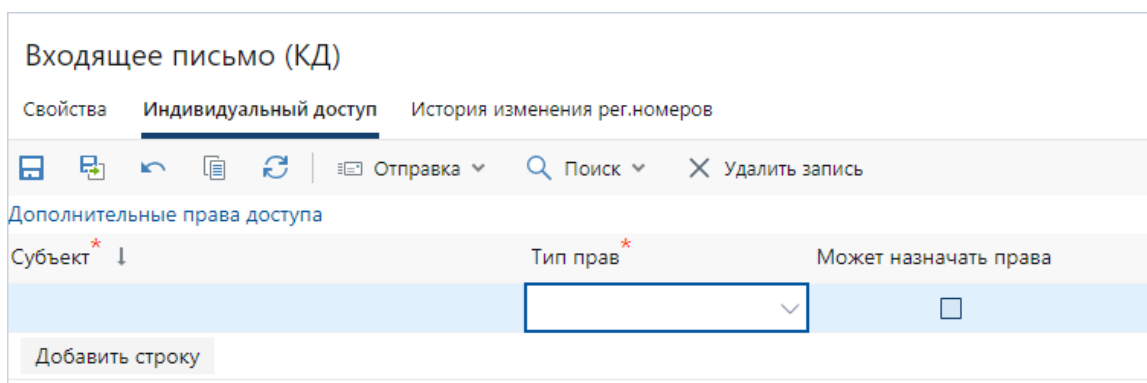 Входящее письмо (КД)
Свойства Индивидуальный доступ История изменения рег.номеров
Отправка Поиск Удалить запись
Дополнительные права доступа
Субъект* ↓ Тип прав* Может назначать права
Добавить строку